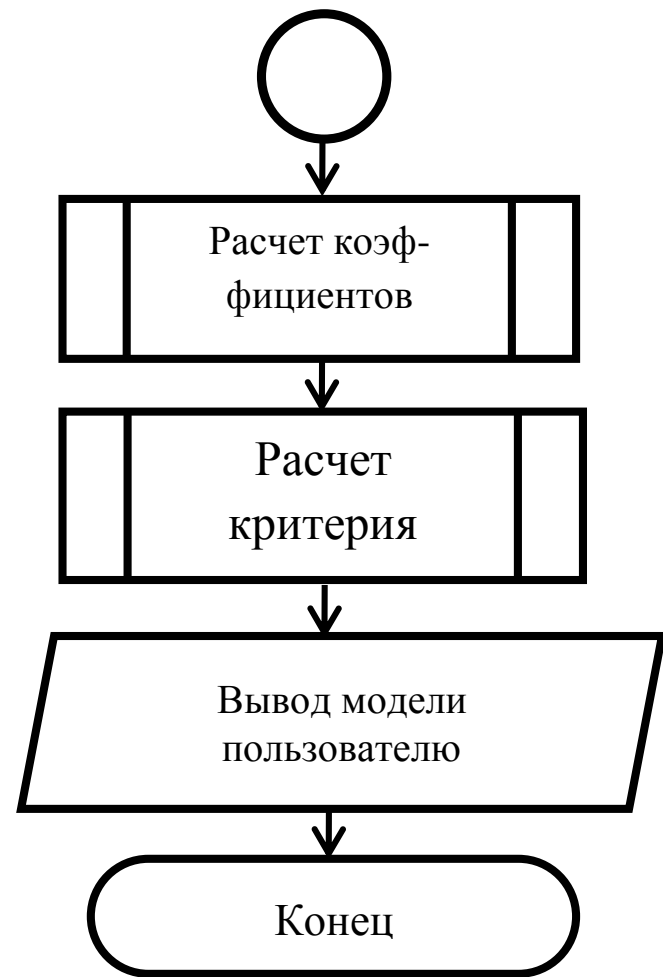 Расчет коэф-
фициентов
Расчет
критерия
Вывод модели
пользователю
Конец